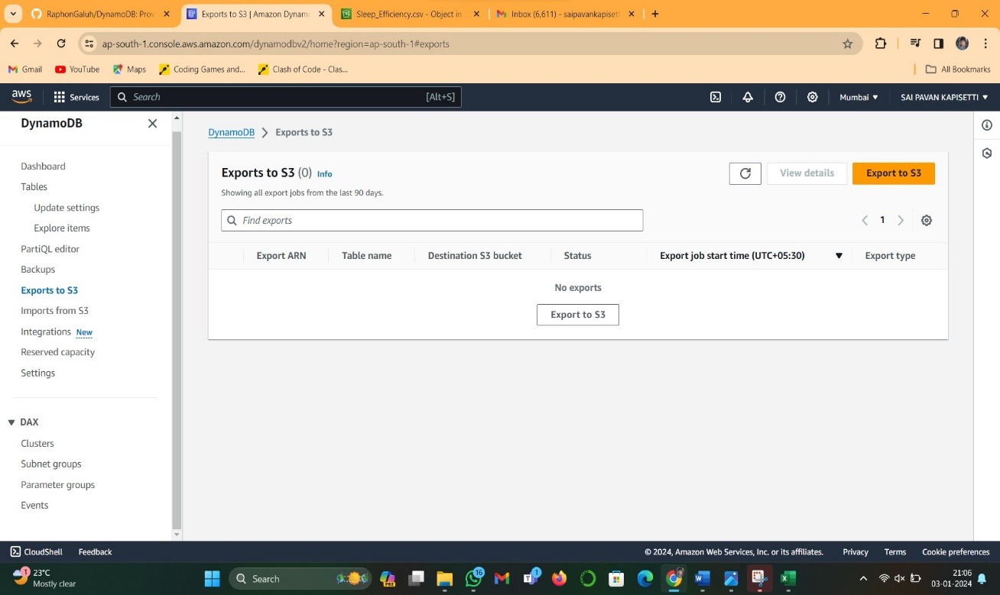 RaphonGaluh/DynamoDB: Prov
Exports to S3 | Amazon Dynamo
Sleep_Efficiency.csv - Object in
Inbox (6,611) - saipavankapiset
ap-south-1.console.aws.amazon.com/dynamodbv2/home?region=ap-south-1#exports
Gmail YouTube Maps Coding Games and... Clash of Code - Clas... All Bookmarks
aws Services Search [Alt+S] Mumbai SAI PAVAN KAPISETTI
DynamoDB
Dashboard
Tables
Update settings
Explore items
PartiQL editor
Backups
Exports to S3
Imports from S3
Integrations New
Reserved capacity
Settings
DAX
Clusters
Subnet groups
Parameter groups
Events
DynamoDB Exports to S3
Exports to S3 (0) Info View details Export to S3
Showing all export jobs from the last 90 days.
Find exports 1
Export ARN Table name Destination S3 bucket Status Export job start time (UTC+05:30) Export type
No exports
Export to S3
CloudShell Feedback © 2024, Amazon Web Services, Inc. or its affiliates. Privacy Terms Cookie preferences
1 23°C Search PRE 16 1 21:06
Mostly clear 03-01-2024